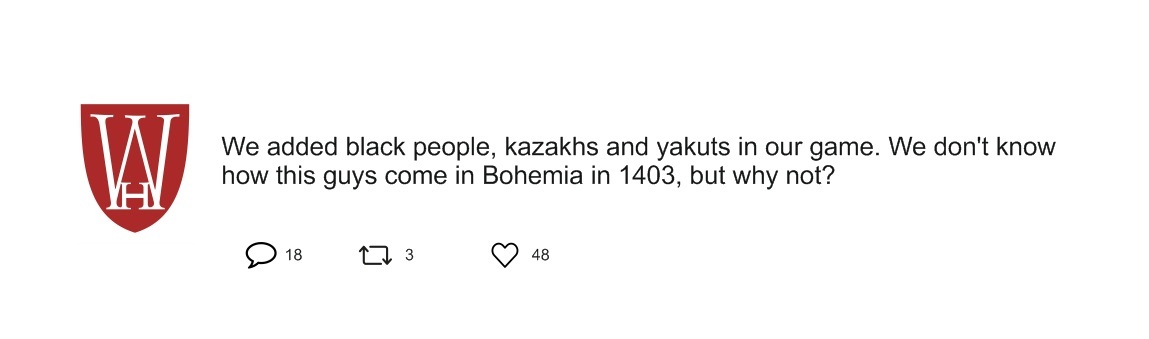 WH
We added black people, kazakhs and yakuts in our game. We don't know
how this guys come in Bohemia in 1403, but why not?
18 3 48